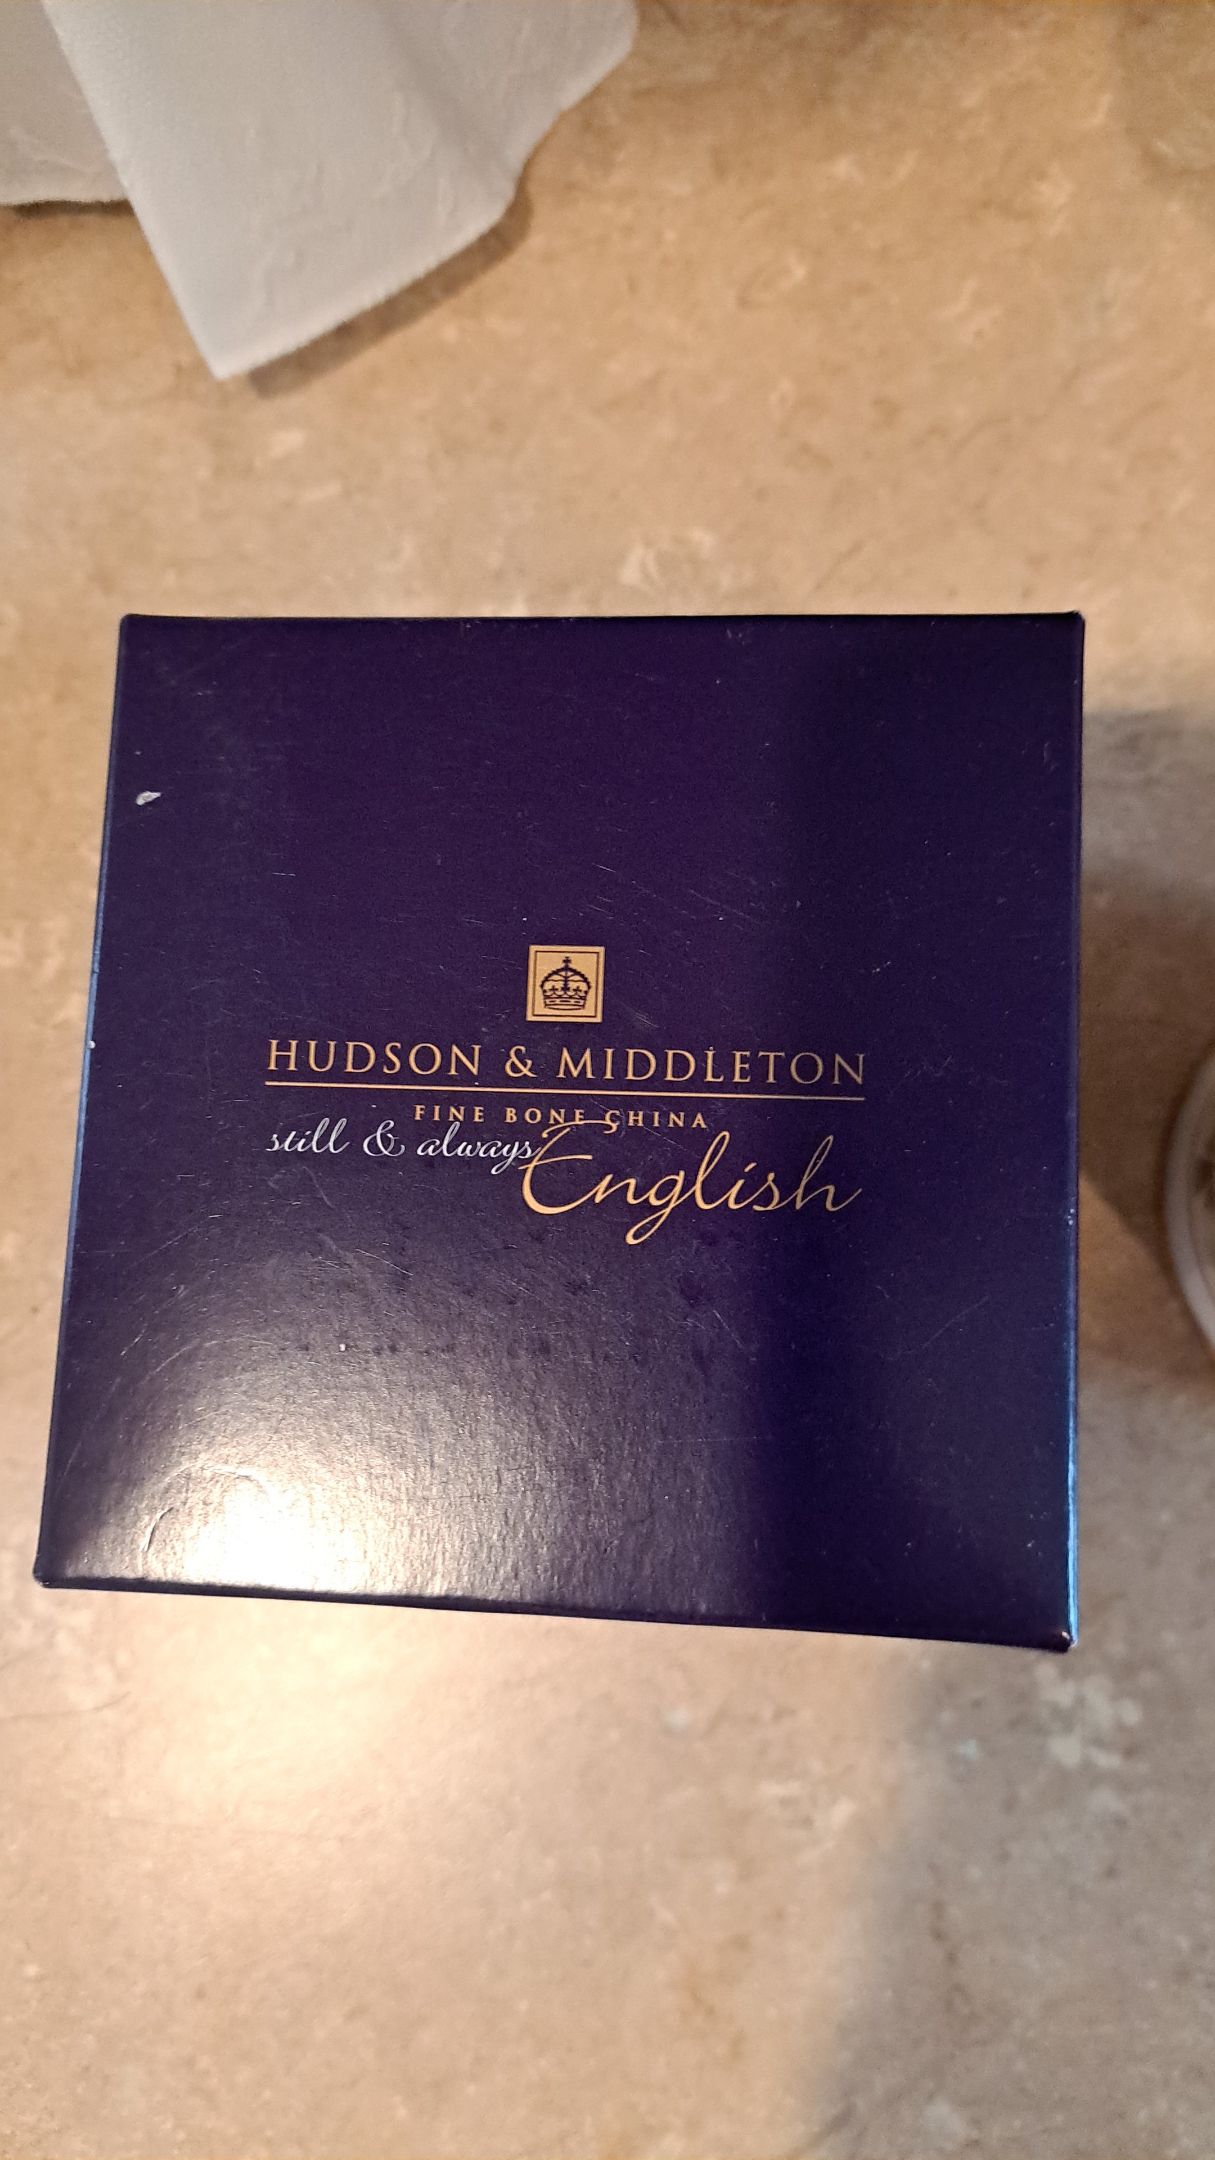 HUDSON & MIDDLETON
FINE BONE CHINA
still & always English